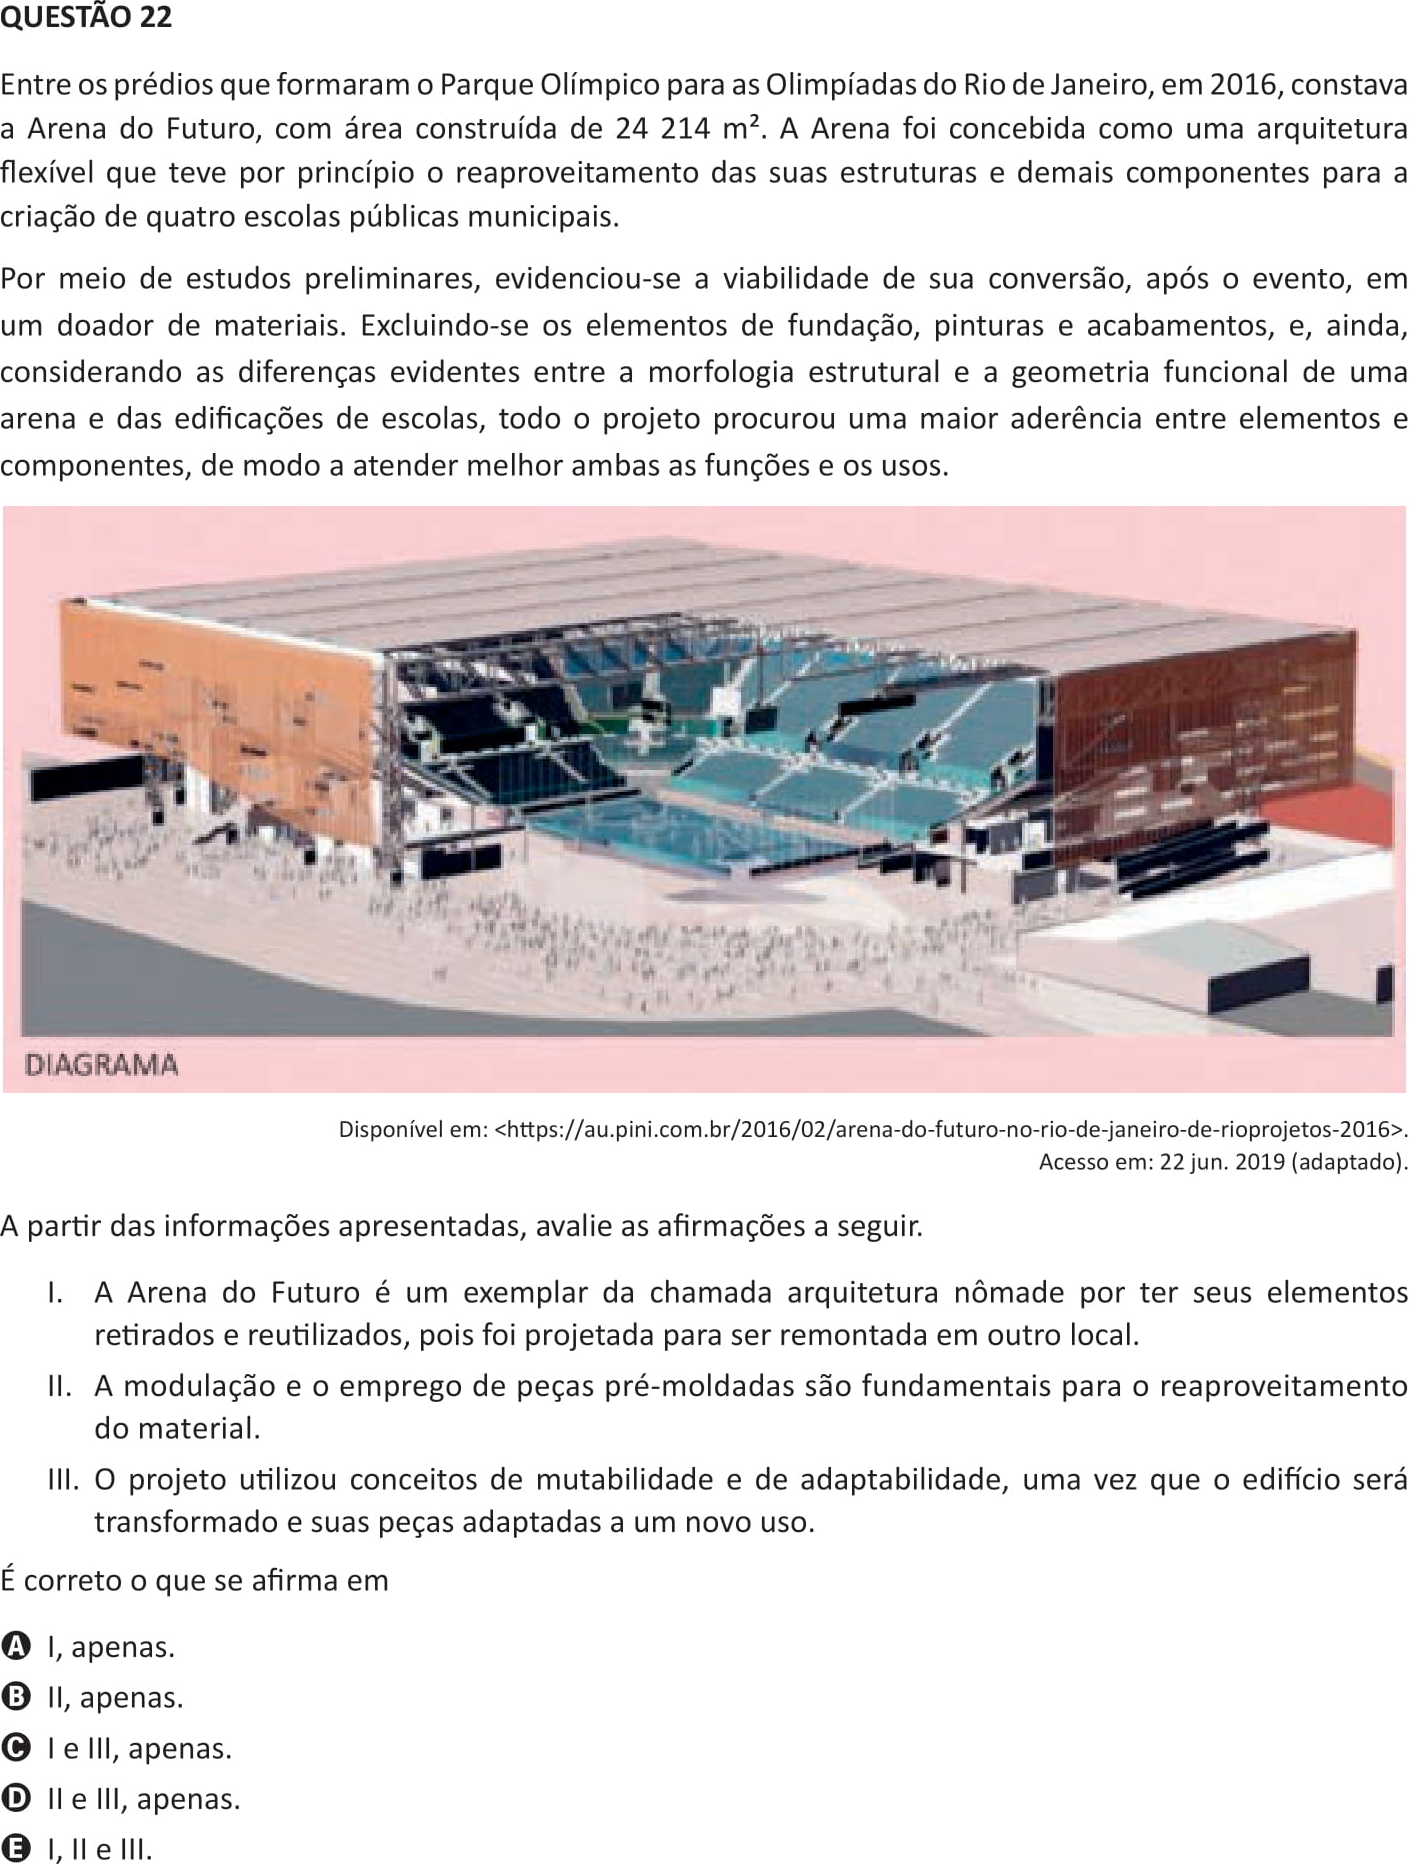 QUESTÃO 22
Entre os prédios que formaram o Parque Olímpico para as Olimpíadas do Rio de Janeiro, em 2016, constava
a Arena do Futuro, com área construída de 24 214 m². A Arena foi concebida como uma arquitetura
flexível que teve por princípio o reaproveitamento das suas estruturas e demais componentes para a
criação de quatro escolas públicas municipais.
Por meio de estudos preliminares, evidenciou-se a viabilidade de sua conversão, após o evento, em
um doador de materiais. Excluindo-se os elementos de fundação, pinturas e acabamentos, e, ainda,
considerando as diferenças evidentes entre a morfologia estrutural e a geometria funcional de uma
arena e das edificações de escolas, todo o projeto procurou uma maior aderência entre elementos e
componentes, de modo a atender melhor ambas as funções e os usos.
DIAGRAMA
Disponível em: <https://au.pini.com.br/2016/02/arena-do-futuro-no-rio-de-janeiro-de-rioprojetos-2016>.
Acesso em: 22 jun. 2019 (adaptado).
A partir das informações apresentadas, avalie as afirmações a seguir.
I. A Arena do Futuro é um exemplar da chamada arquitetura nômade por ter seus elementos
retirados e reutilizados, pois foi projetada para ser remontada em outro local.
II. A modulação e o emprego de peças pré-moldadas são fundamentais para o reaproveitamento
do material.
III. O projeto utilizou conceitos de mutabilidade e de adaptabilidade, uma vez que o edifício será
transformado e suas peças adaptadas a um novo uso.
É correto o que se afirma em
A I, apenas.
B II, apenas.
C I e III, apenas.
D II e III, apenas.
E I, II e III.